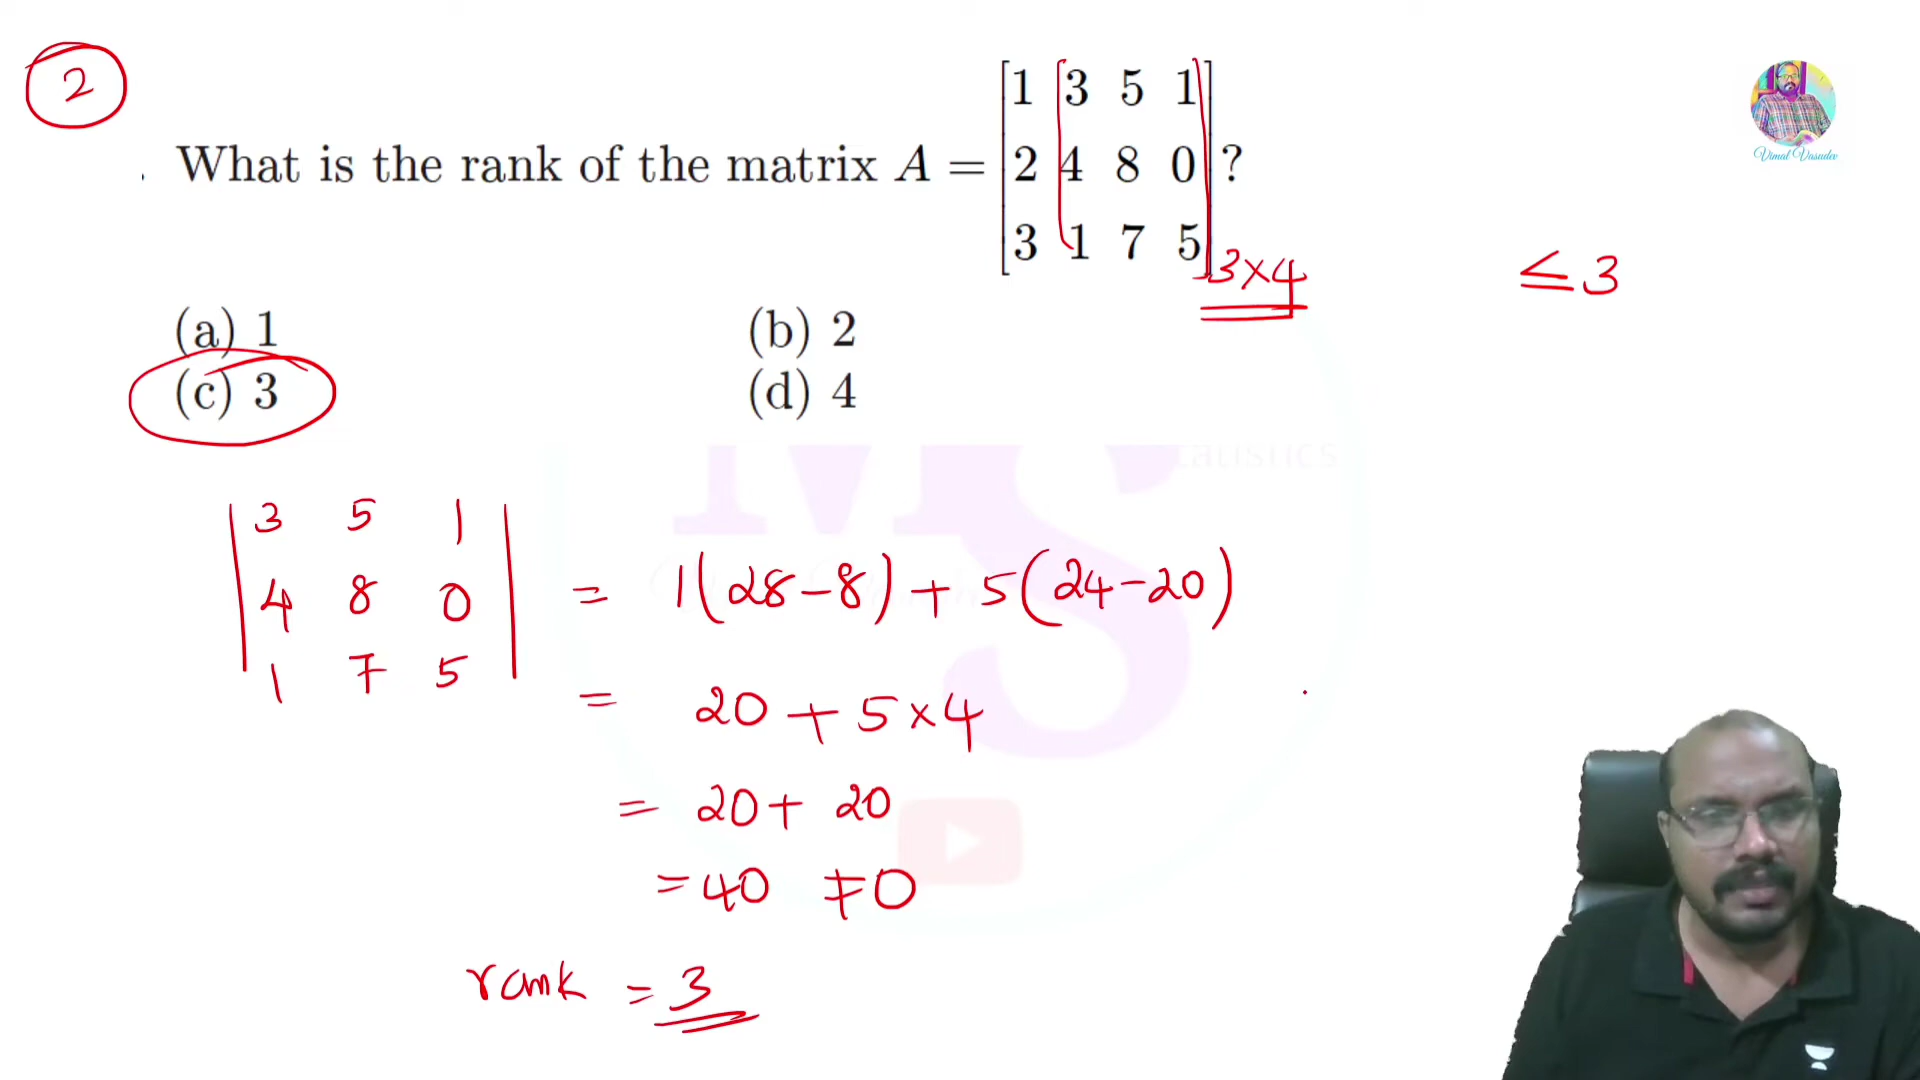 2
. What is the rank of the matrix A = [1 3 5 1
2 4 8 0
3 1 7 5] ?
3×4
≤ 3
(a) 1 (b) 2
(c) 3 (d) 4
Vimal Vasudev
tatistics
MS
| 3 5 1 |
| 4 8 0 | = 1(28-8) + 5(24-20)
| 1 7 5 |
= 20 + 5×4
= 20 + 20
= 40 ≠ 0
rank = 3